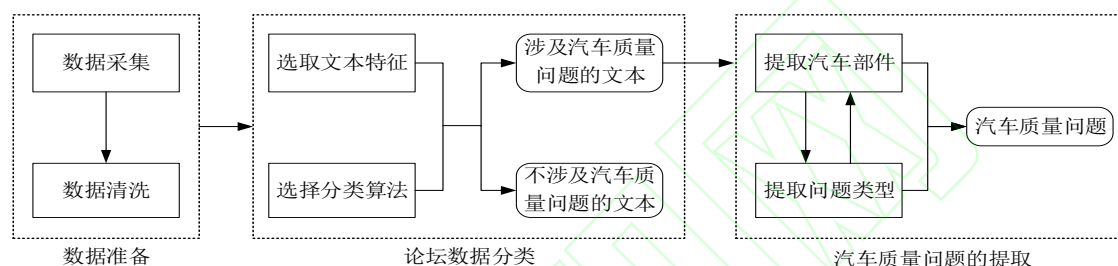 数据采集
数据清洗
数据准备
选取文本特征
选择分类算法
涉及汽车质量
问题的文本
不涉及汽车质
量问题的文本
论坛数据分类
提取汽车部件
提取问题类型
汽车质量问题
汽车质量问题的提取